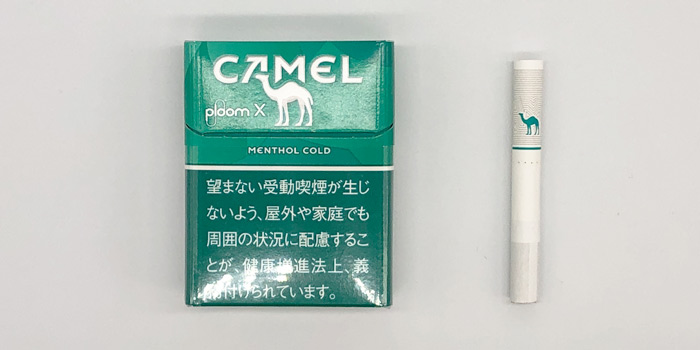 CAMEL
ploom X
MENTHOL COLD
望まない受動喫煙が生じ
ないよう、屋外や家庭でも
周囲の状況に配慮するこ
とが、健康増進法上、義
務付けられています。